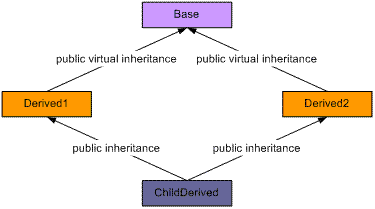 Base
public virtual inheritance public virtual inheritance
Derived1 Derived2
public inheritance public inheritance
ChildDerived